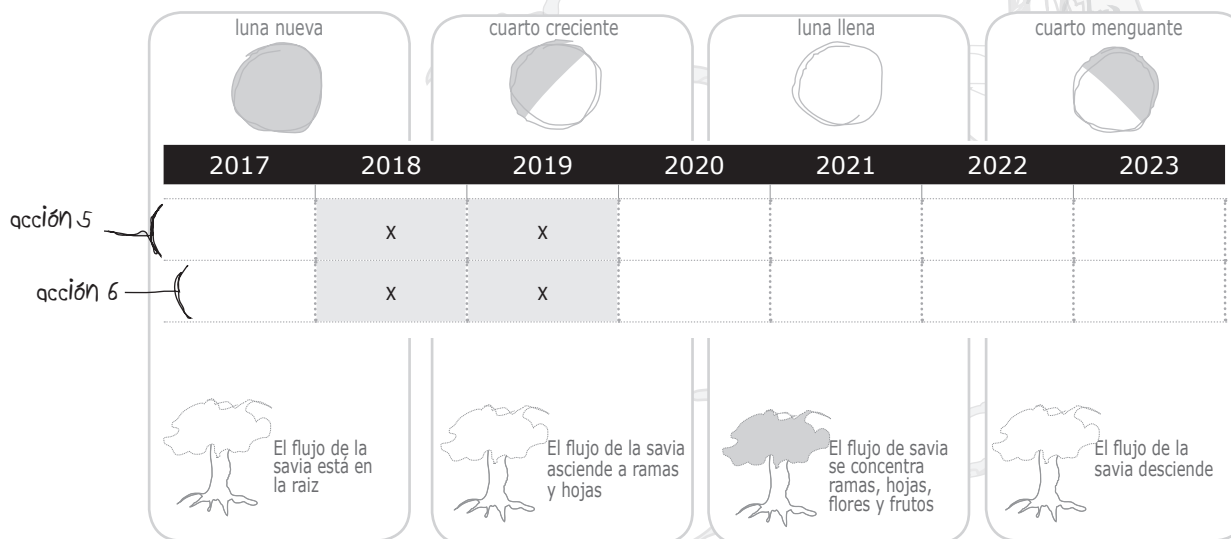 luna nueva
cuarto creciente
luna llena
cuarto menguante
2017 2018 2019 2020 2021 2022 2023
acción 5 x x
acción 6 x x
El flujo de la
savia está en
la raiz
El flujo de la savia
asciende a ramas
y hojas
El flujo de savia
se concentra
ramas, hojas,
flores y frutos
El flujo de la
savia desciende